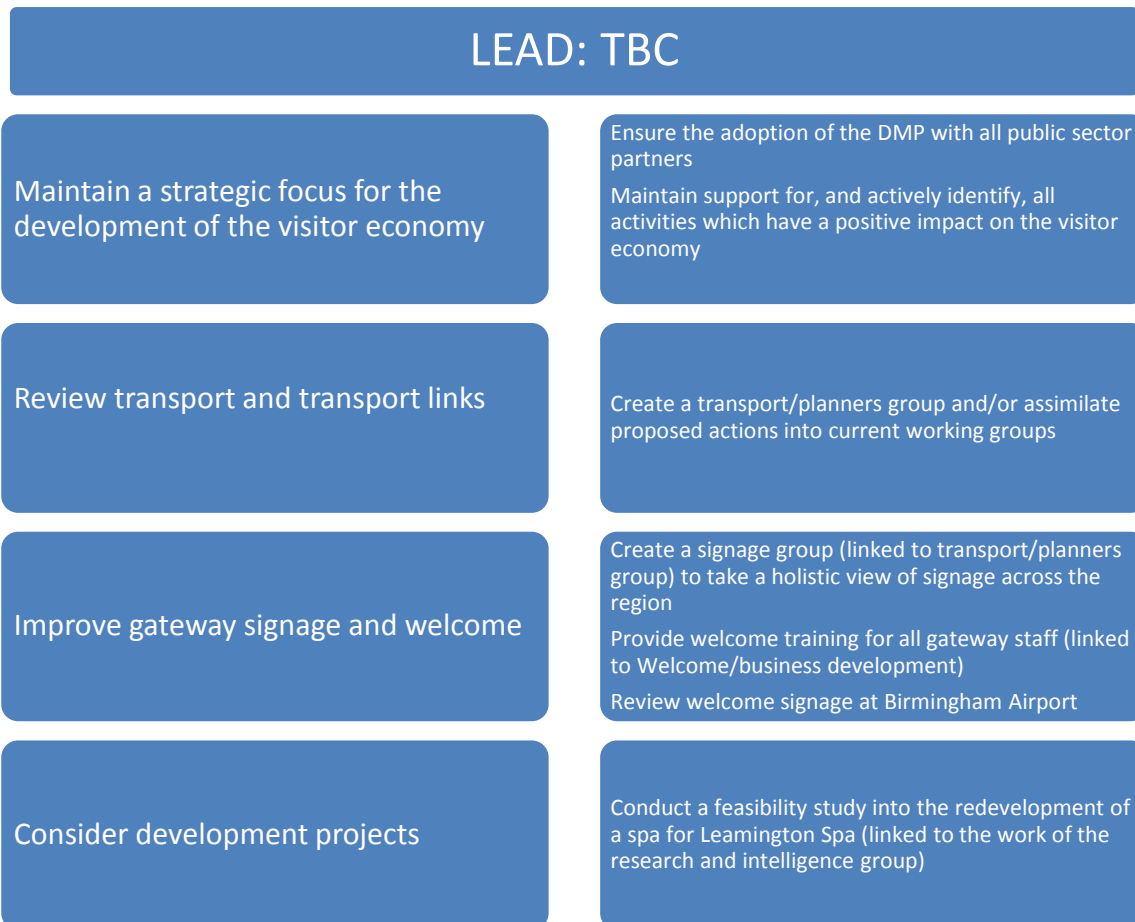 LEAD: TBC
Maintain a strategic focus for the
development of the visitor economy
Ensure the adoption of the DMP with all public sector
partners
Maintain support for, and actively identify, all
activities which have a positive impact on the visitor
economy
Review transport and transport links
Create a transport/planners group and/or assimilate
proposed actions into current working groups
Improve gateway signage and welcome
Create a signage group (linked to transport/planners
group) to take a holistic view of signage across the
region
Provide welcome training for all gateway staff (linked
to Welcome/business development)
Review welcome signage at Birmingham Airport
Consider development projects
Conduct a feasibility study into the redevelopment of
a spa for Leamington Spa (linked to the work of the
research and intelligence group)